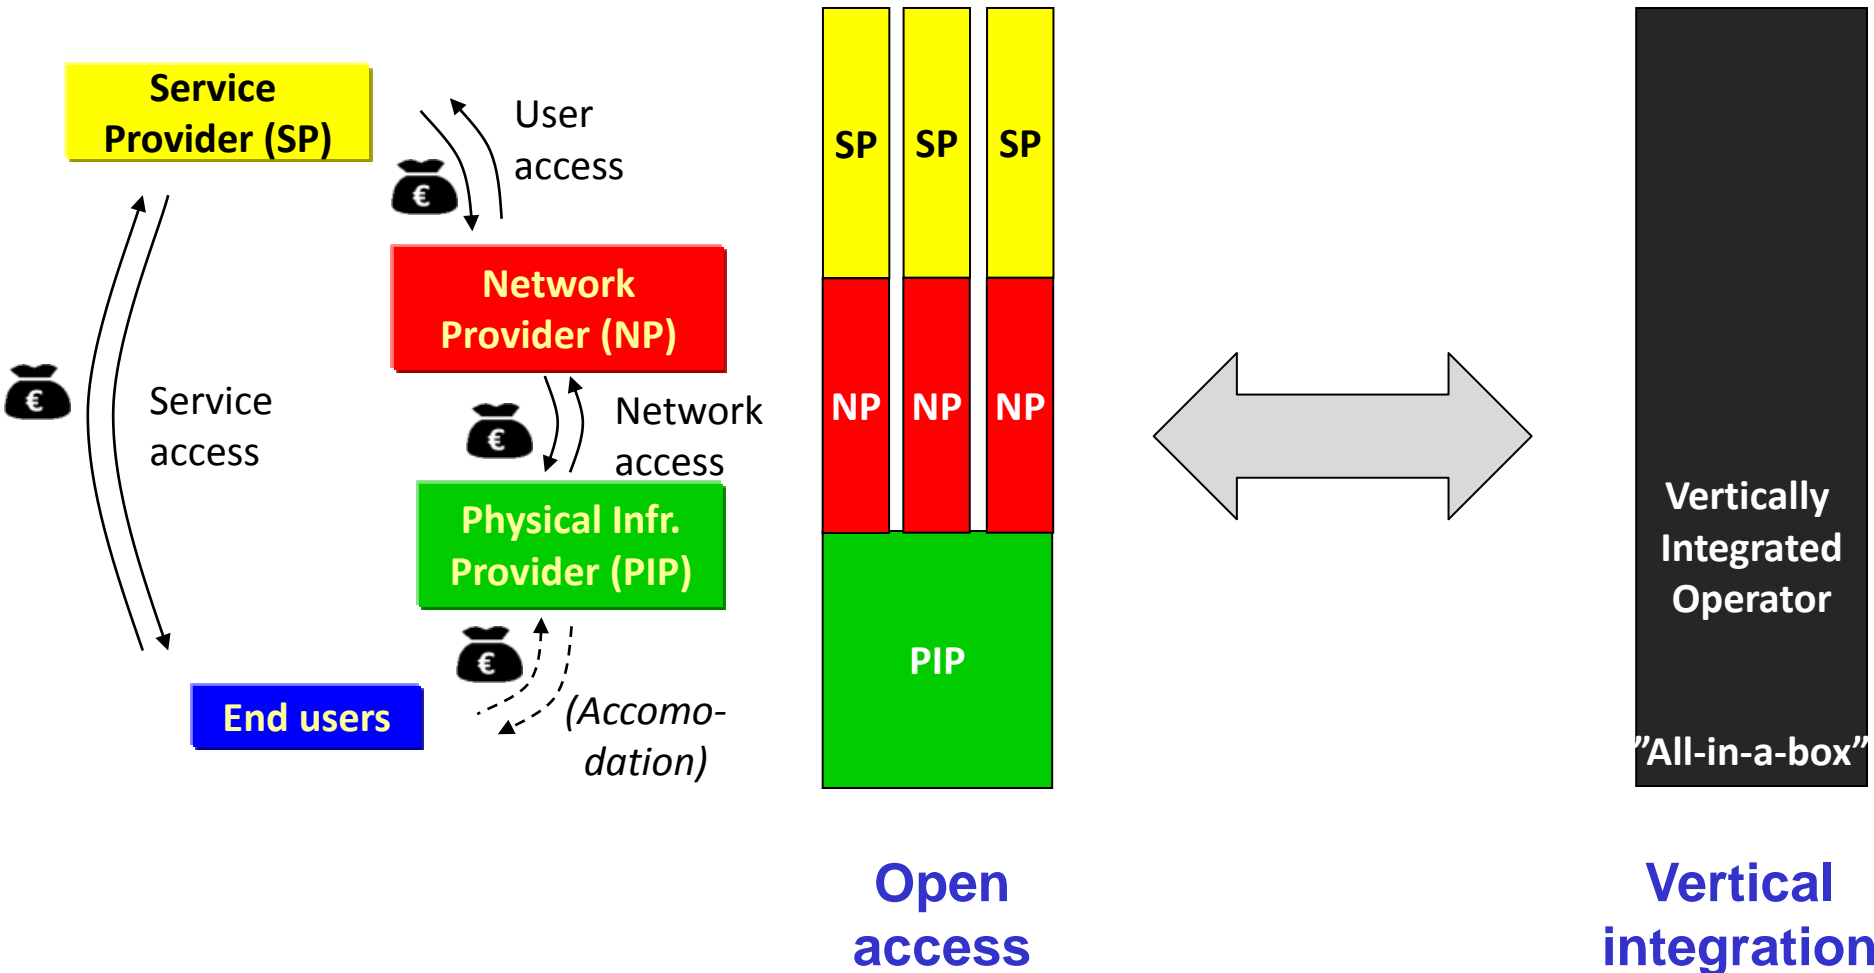 Service
Provider (SP)
User
access
€
Network
Provider (NP)
€
Service
access
€
Network
access
Physical Infr.
Provider (PIP)
€
End users
(Accomo-
dation)
SP SP SP
NP NP NP
PIP
Open
access
Vertically
Integrated
Operator
”All-in-a-box”
Vertical
integration